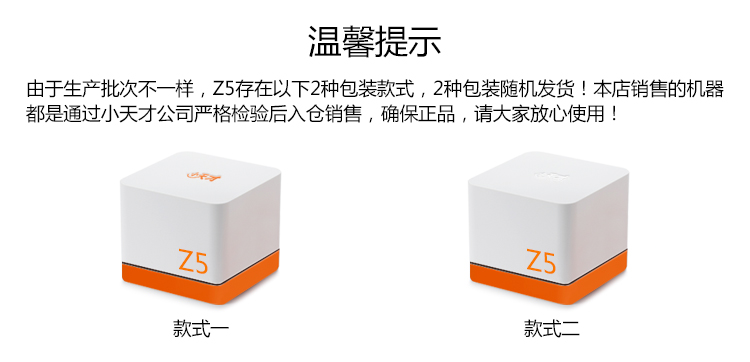 温馨提示
由于生产批次不一样，Z5存在以下2种包装款式，2种包装随机发货！本店销售的机器
都是通过小天才公司严格检验后入仓销售，确保正品，请大家放心使用！
Z5
Z5
款式一
款式二